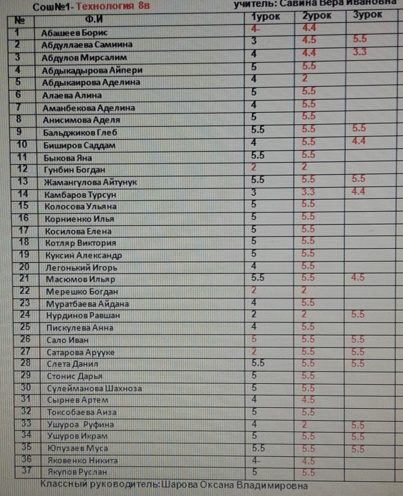 Сош№1-Технология 8в учитель: Савина Вера Ивановна
№ Ф.И 1урок 2урок 3урок
1 Абашеев Борис 4- 4.4
2 Абдуллаева Самиина 3 4.5 5.5
3 Абдулов Мирсалим 4 4.4 3.3
4 Абдыкадырова Айпери 5 5.5
5 Абдыкаирова Аделина 4 2
6 Алаева Алина 5 5.5
7 Аманбекова Аделина 4 5.5
8 Анисимова Аделя 5 5.5
9 Бальджиков Глеб 5.5 5.5 5.5
10 Биширов Саддам 4 5.5 4.4
11 Быкова Яна 5.5 5.5
12 Гунбин Богдан 2 2
13 Жамангулова Айтунук 5.5 5.5 5.5
14 Камбаров Турсун 3 3.3 4.4
15 Колосова Ульяна 5 5.5
16 Корниенко Илья 5 5.5
17 Косилова Елена 5 5.5
18 Котляр Виктория 5 5.5
19 Куксин Александр 5 5.5
20 Легонький Игорь 4 5.5
21 Масюмов Ильяр 5.5 5.5 4.5
22 Мерешко Богдан 2 2
23 Муратбаева Айдана 4 5.5
24 Нурдинов Равшан 2 2 5.5
25 Пискулева Анна 4 5.5
26 Сало Иван 5 5.5 5.5
27 Сатарова Арууке 2 5.5 5.5
28 Слета Данил 5.5 5.5 5.5
29 Стонис Дарья 5 5.5
30 Сулейманова Шахноза 5 5.5
31 Сырнев Артем 4 4.5
32 Токсобаева Аиза 5 5.5
33 Ушурова Руфина 4 2 5.5
34 Ушуров Икрам 5 5.5 5.5
35 Юпузаев Муса 5.5 5.5 5.5
36 Яковенко Никита 4- 4.5
37 Якупов Руслан 5 5.5
Классный руководитель:Шарова Оксана Владимировна